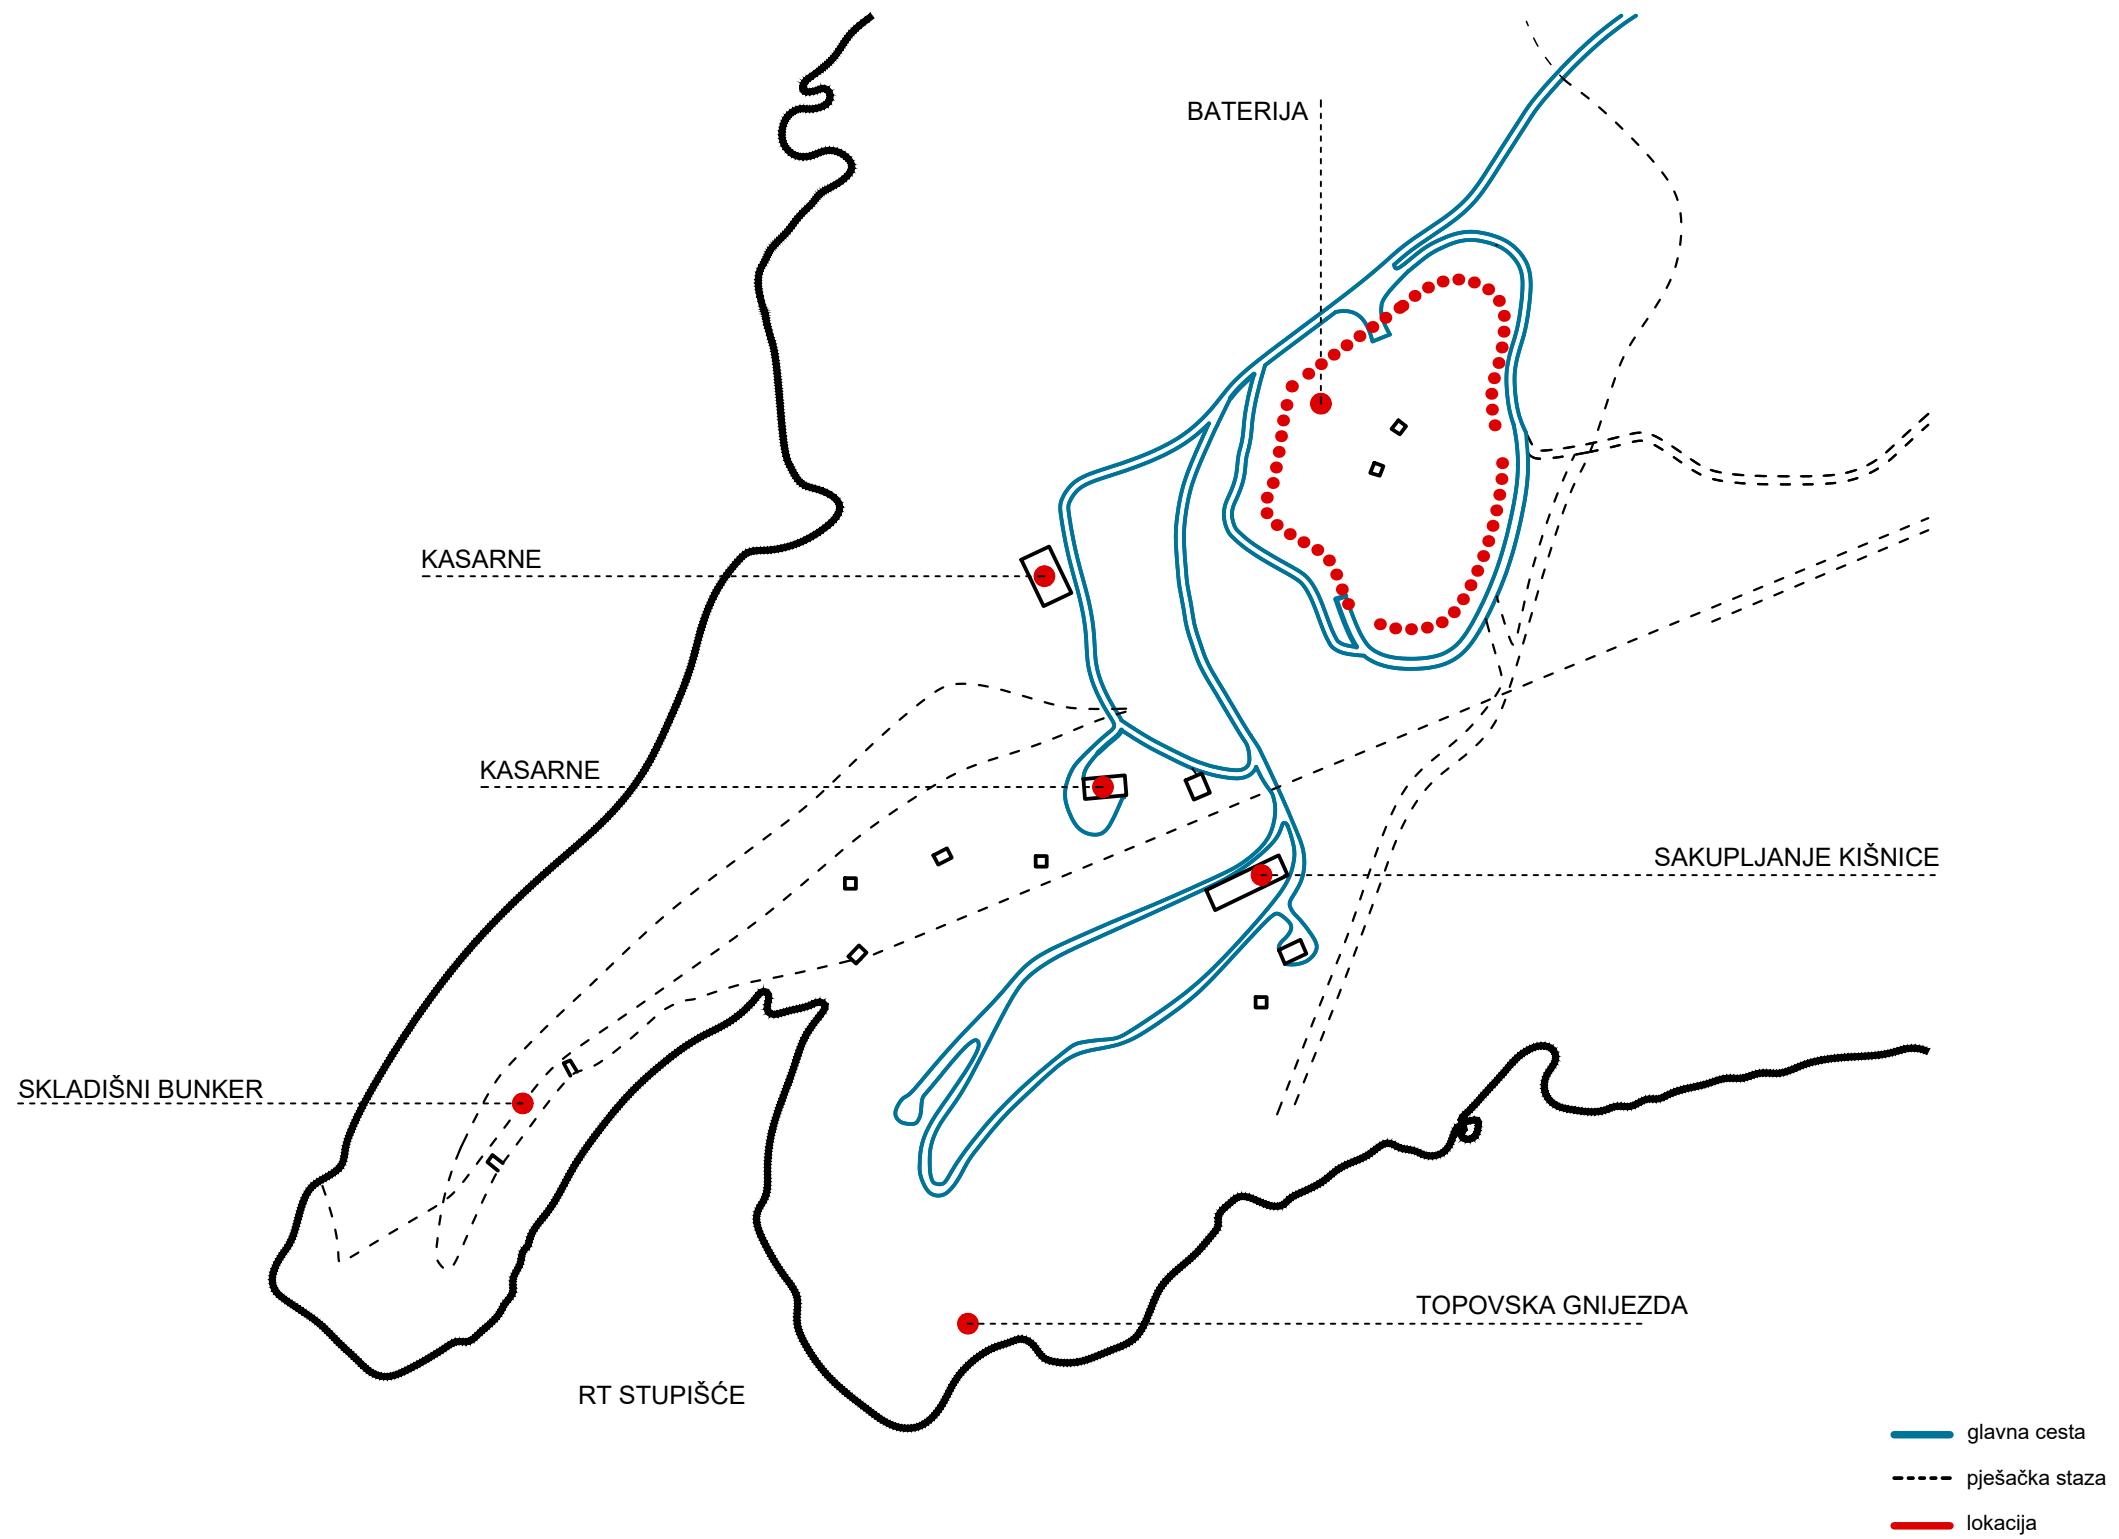 BATERIJA
KASARNE
KASARNE
SAKUPLJANJE KIŠNICE
SKLADIŠNI BUNKER
TOPOVSKA GNIJEZDA
RT STUPIŠĆE
glavna cesta
pješačka staza
lokacija